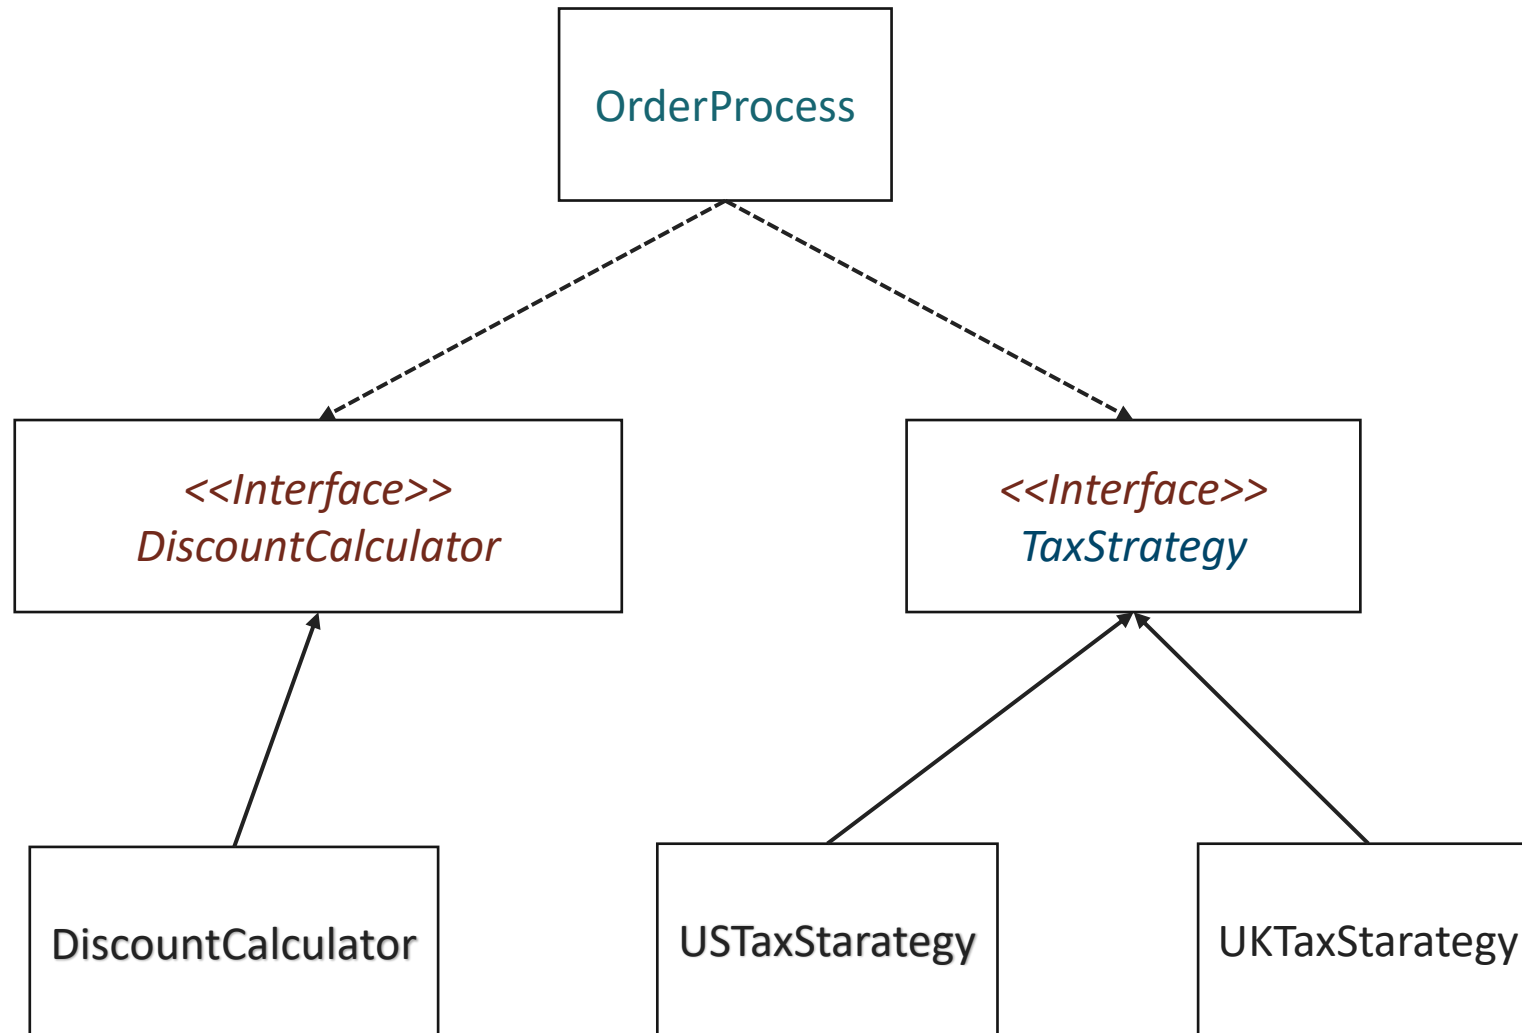 OrderProcess
<<Interface>>
DiscountCalculator
<<Interface>>
TaxStrategy
DiscountCalculator
USTaxStarategy
UKTaxStarategy